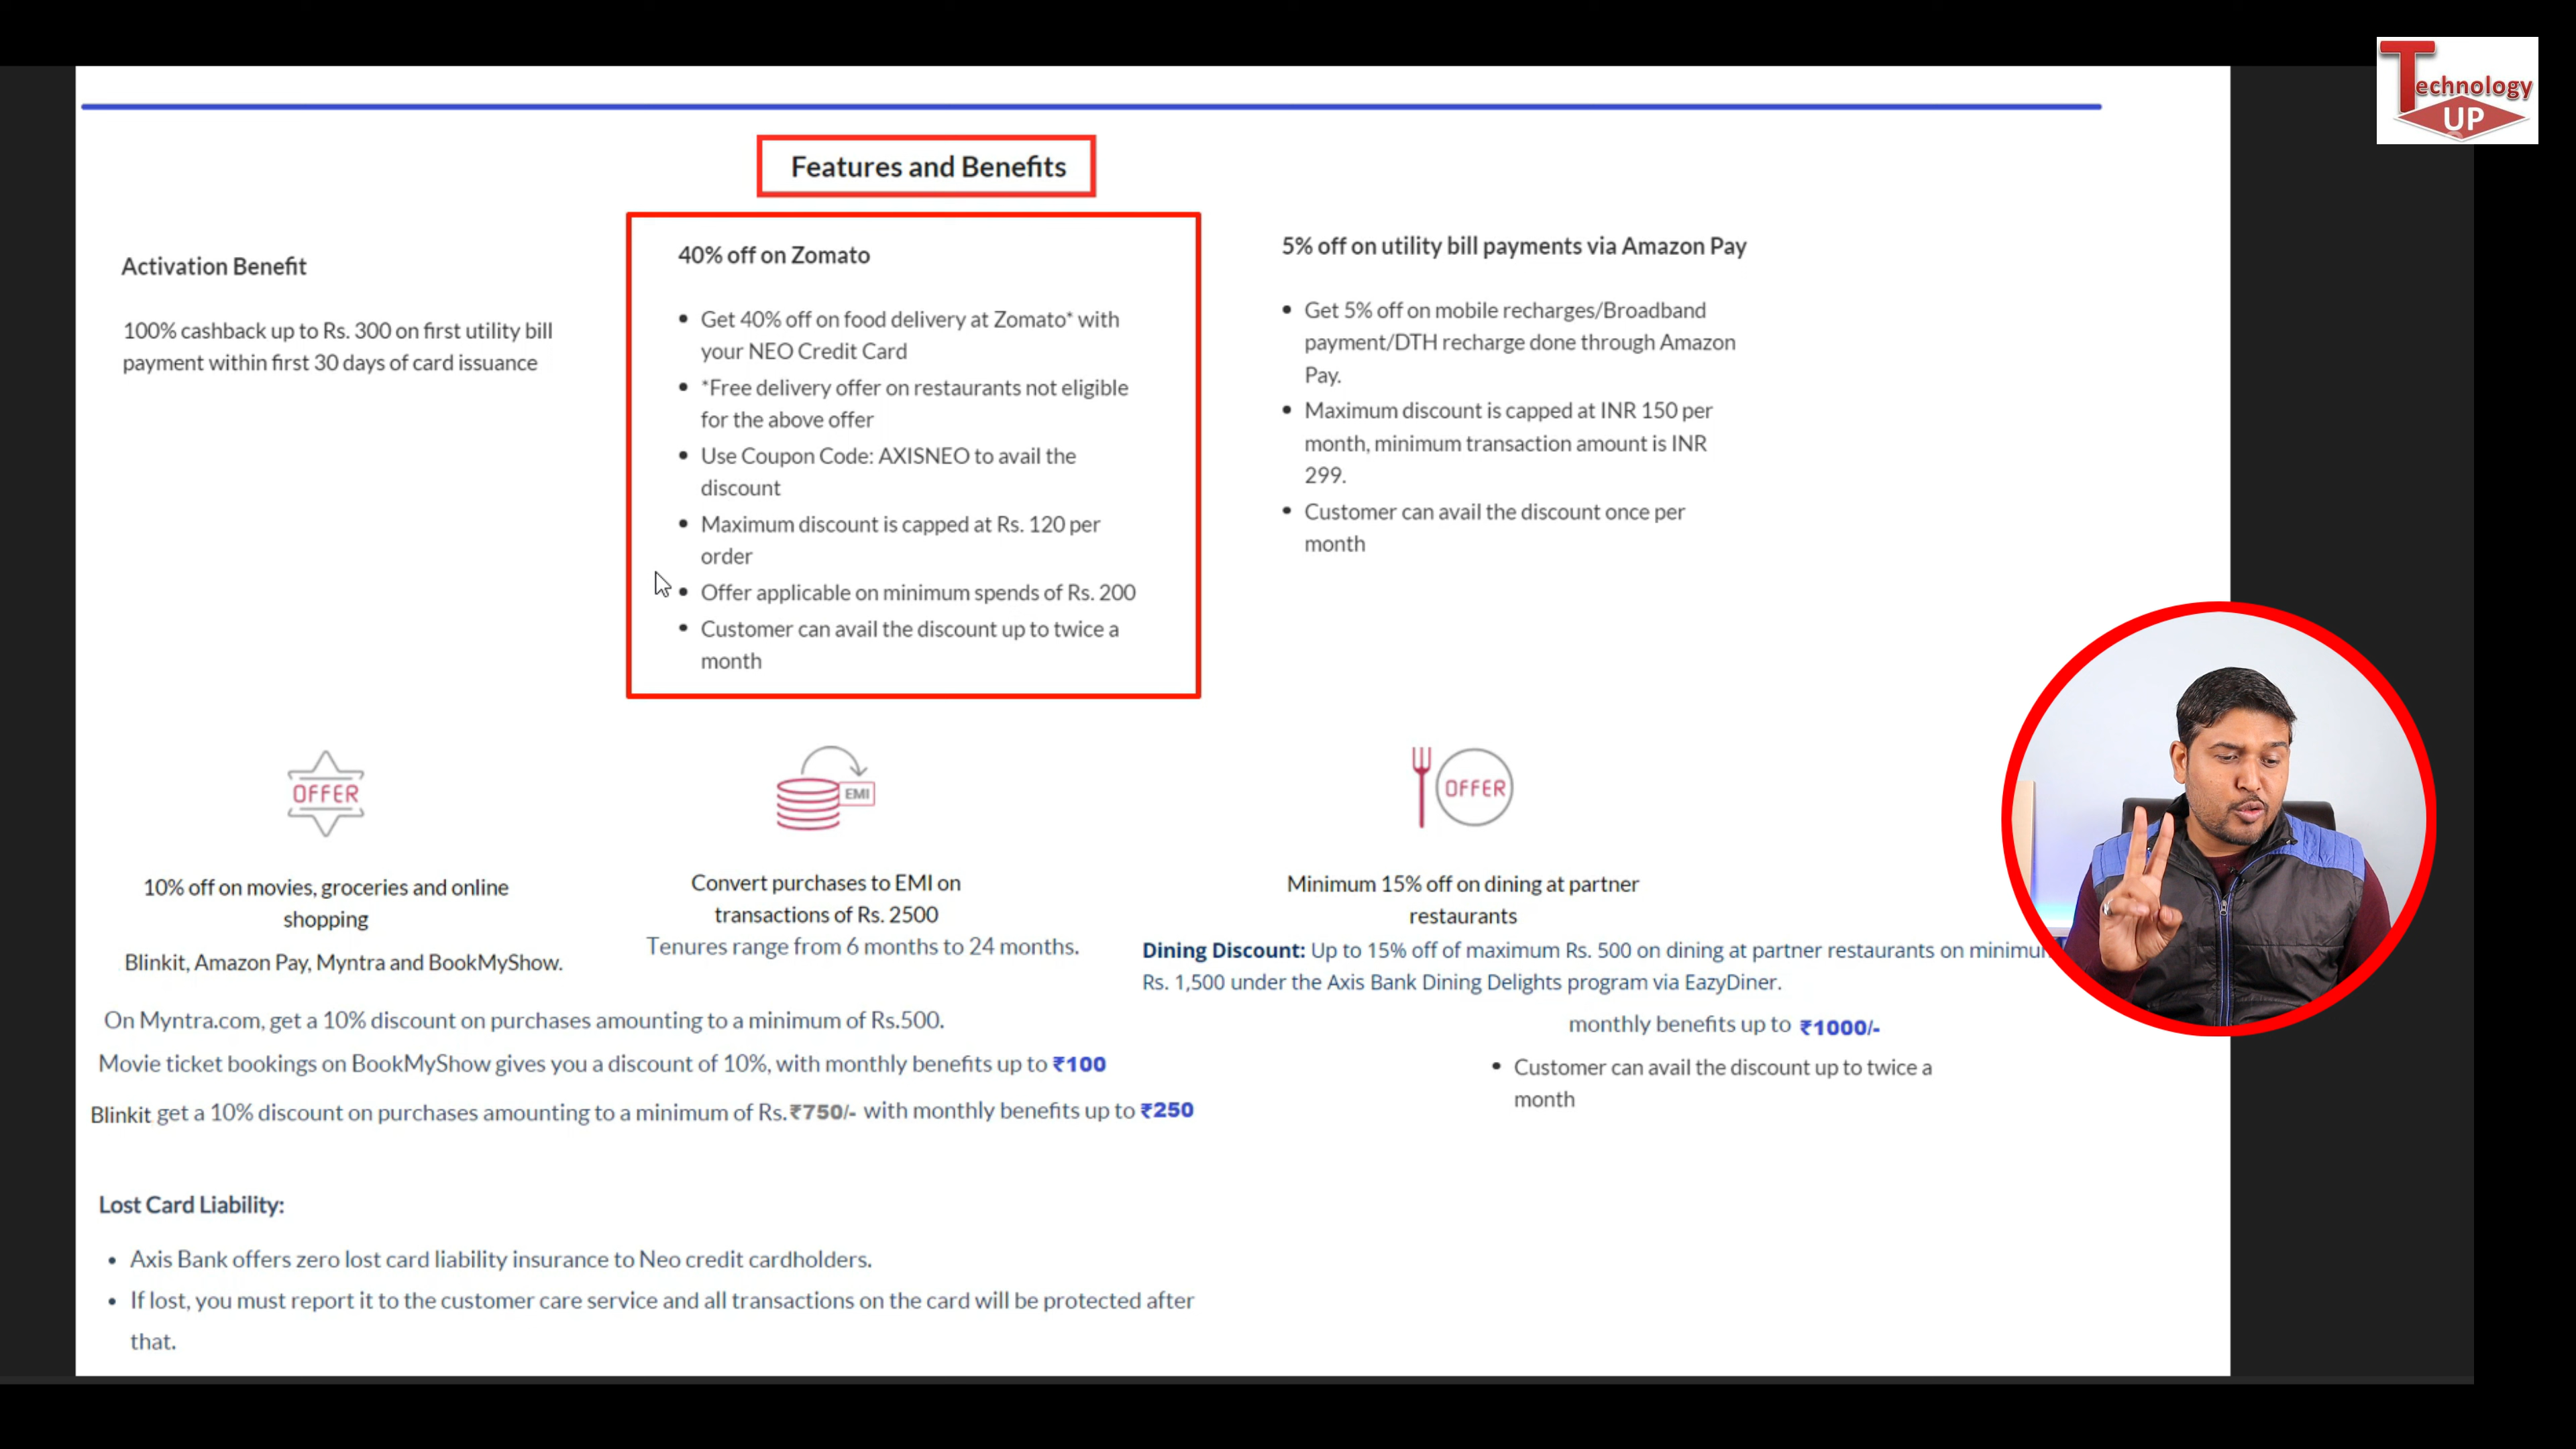 Technology
UP
Features and Benefits
Activation Benefit
100% cashback up to Rs. 300 on first utility bill
payment within first 30 days of card issuance
40% off on Zomato
• Get 40% off on food delivery at Zomato* with
your NEO Credit Card
• *Free delivery offer on restaurants not eligible
for the above offer
• Use Coupon Code: AXISNEO to avail the
discount
• Maximum discount is capped at Rs. 120 per
order
• Offer applicable on minimum spends of Rs. 200
• Customer can avail the discount up to twice a
month
5% off on utility bill payments via Amazon Pay
• Get 5% off on mobile recharges/Broadband
payment/DTH recharge done through Amazon
Pay.
• Maximum discount is capped at INR 150 per
month, minimum transaction amount is INR
299.
• Customer can avail the discount once per
month
OFFER
10% off on movies, groceries and online
shopping
Blinkit, Amazon Pay, Myntra and BookMyShow.
EMI
Convert purchases to EMI on
transactions of Rs. 2500
Tenures range from 6 months to 24 months.
OFFER
Minimum 15% off on dining at partner
restaurants
Dining Discount: Up to 15% off of maximum Rs. 500 on dining at partner restaurants on
Rs. 1,500 under the Axis Bank Dining Delights program via EazyDiner.
monthly benefits up to ₹1000/-
• Customer can avail the discount up to twice a
month
On Myntra.com, get a 10% discount on purchases amounting to a minimum of Rs.500.
Movie ticket bookings on BookMyShow gives you a discount of 10%, with monthly benefits up to ₹100
Blinkit get a 10% discount on purchases amounting to a minimum of Rs.₹750/- with monthly benefits up to ₹250
Lost Card Liability:
• Axis Bank offers zero lost card liability insurance to Neo credit cardholders.
• If lost, you must report it to the customer care service and all transactions on the card will be protected after
that.